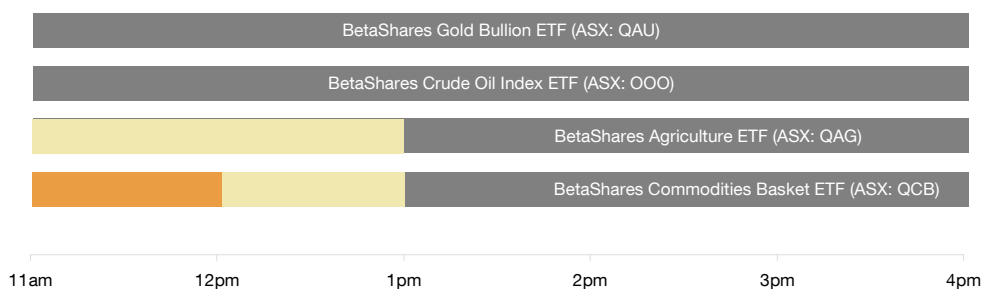 BetaShares Gold Bullion ETF (ASX: QAU)
BetaShares Crude Oil Index ETF (ASX: OOO)
BetaShares Agriculture ETF (ASX: QAG)
BetaShares Commodities Basket ETF (ASX: QCB)
11am 12pm 1pm 2pm 3pm 4pm